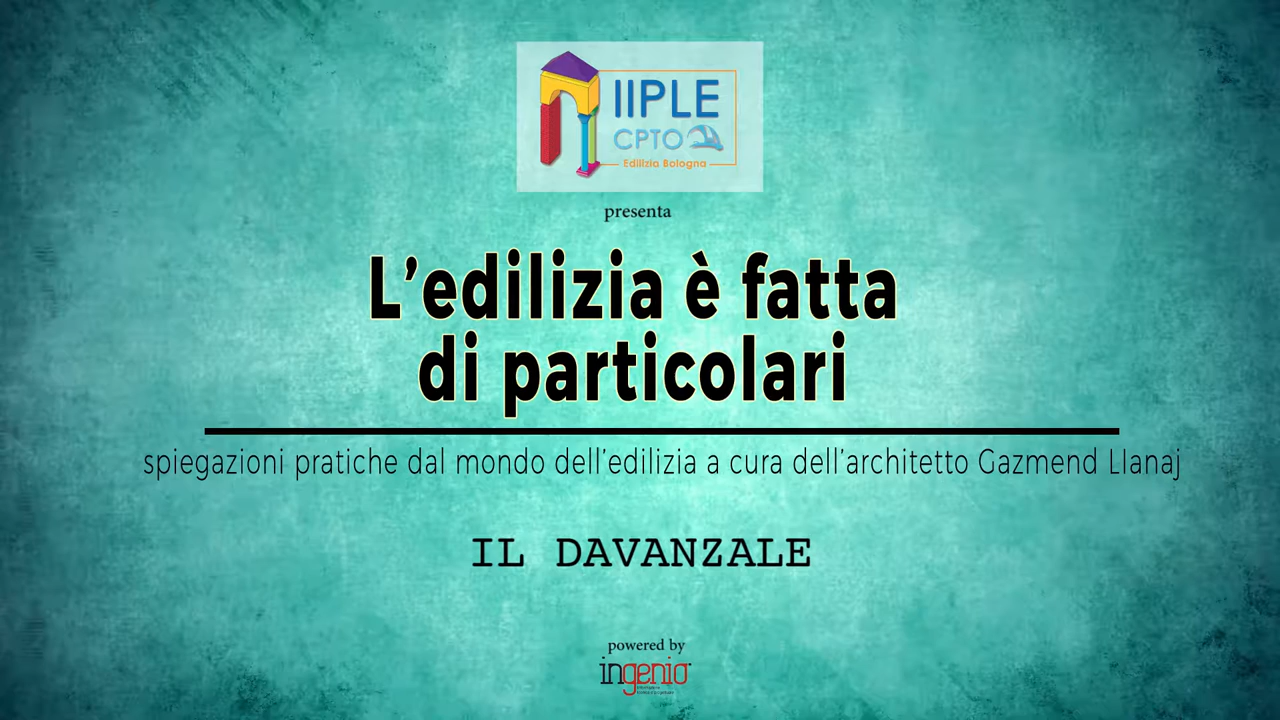 IIPLE
CPTO
Edilizia Bologna
presenta
L'edilizia è fatta
di particolari
spiegazioni pratiche dal mondo dell'edilizia a cura dell'architetto Gazmend Llanaj
IL DAVANZALE
powered by
ingenio